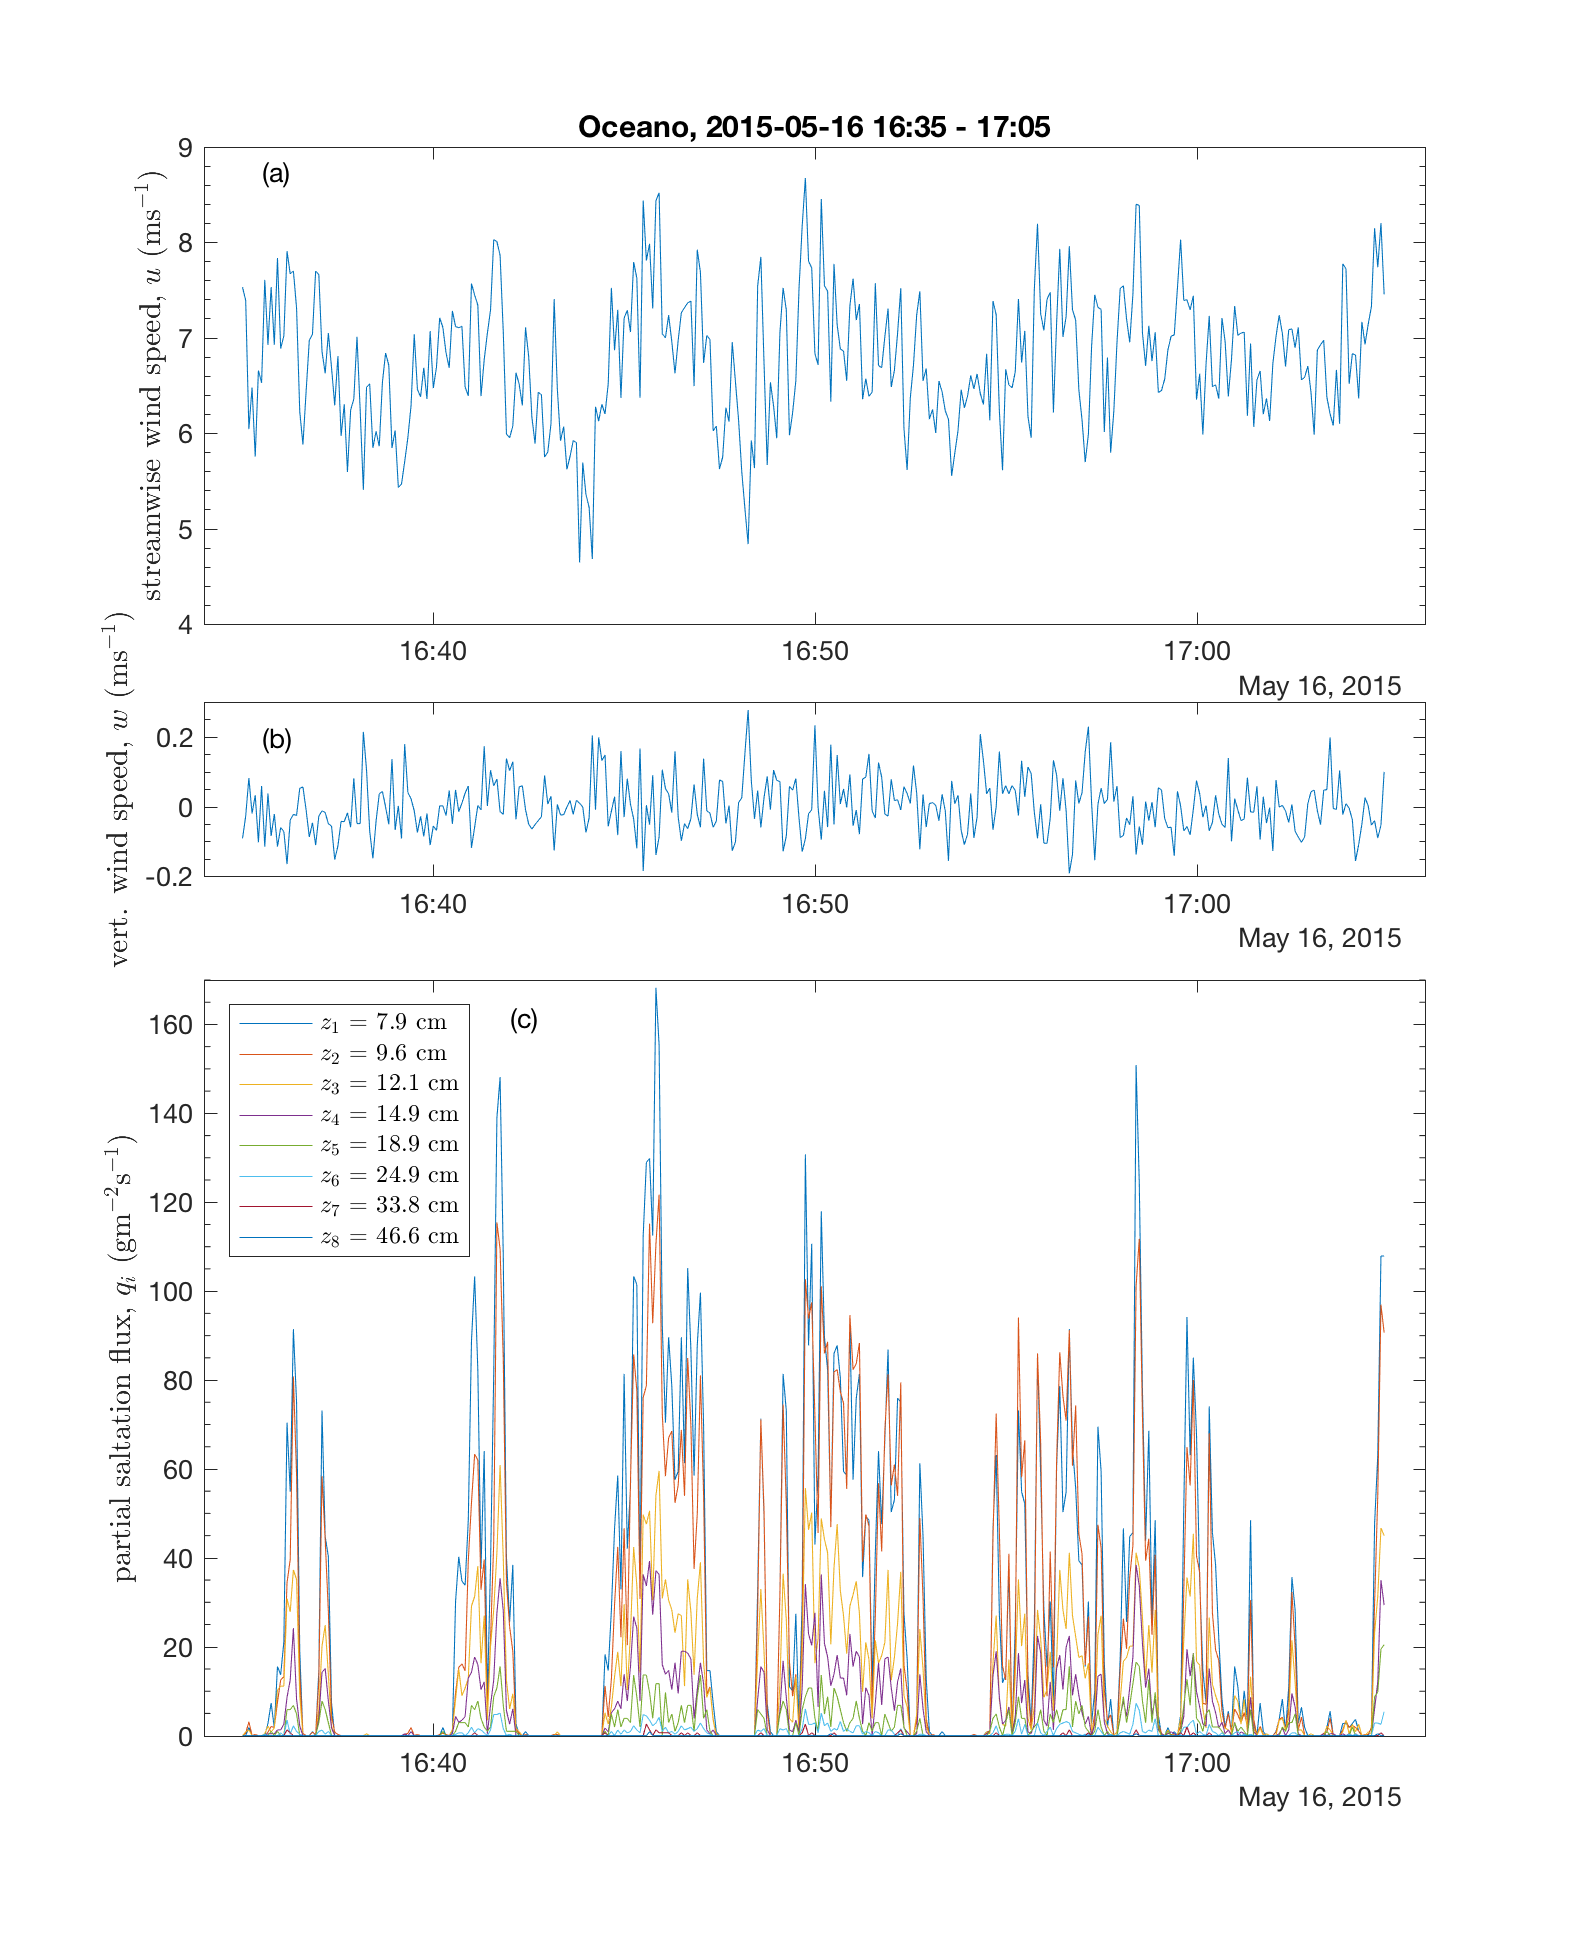 Oceano, 2015-05-16 16:35 - 17:05
(a)
streamwise wind speed, u (ms⁻¹)
9
8
7
6
5
4
16:40 16:50 17:00
May 16, 2015
(b)
vert. wind speed, w (ms⁻¹)
0.2
0
-0.2
16:40 16:50 17:00
May 16, 2015
(c)
partial saltation flux, qᵢ (gm⁻²s⁻¹)
160
140
120
100
80
60
40
20
0
z₁ = 7.9 cm
z₂ = 9.6 cm
z₃ = 12.1 cm
z₄ = 14.9 cm
z₅ = 18.9 cm
z₆ = 24.9 cm
z₇ = 33.8 cm
z₈ = 46.6 cm
16:40 16:50 17:00
May 16, 2015